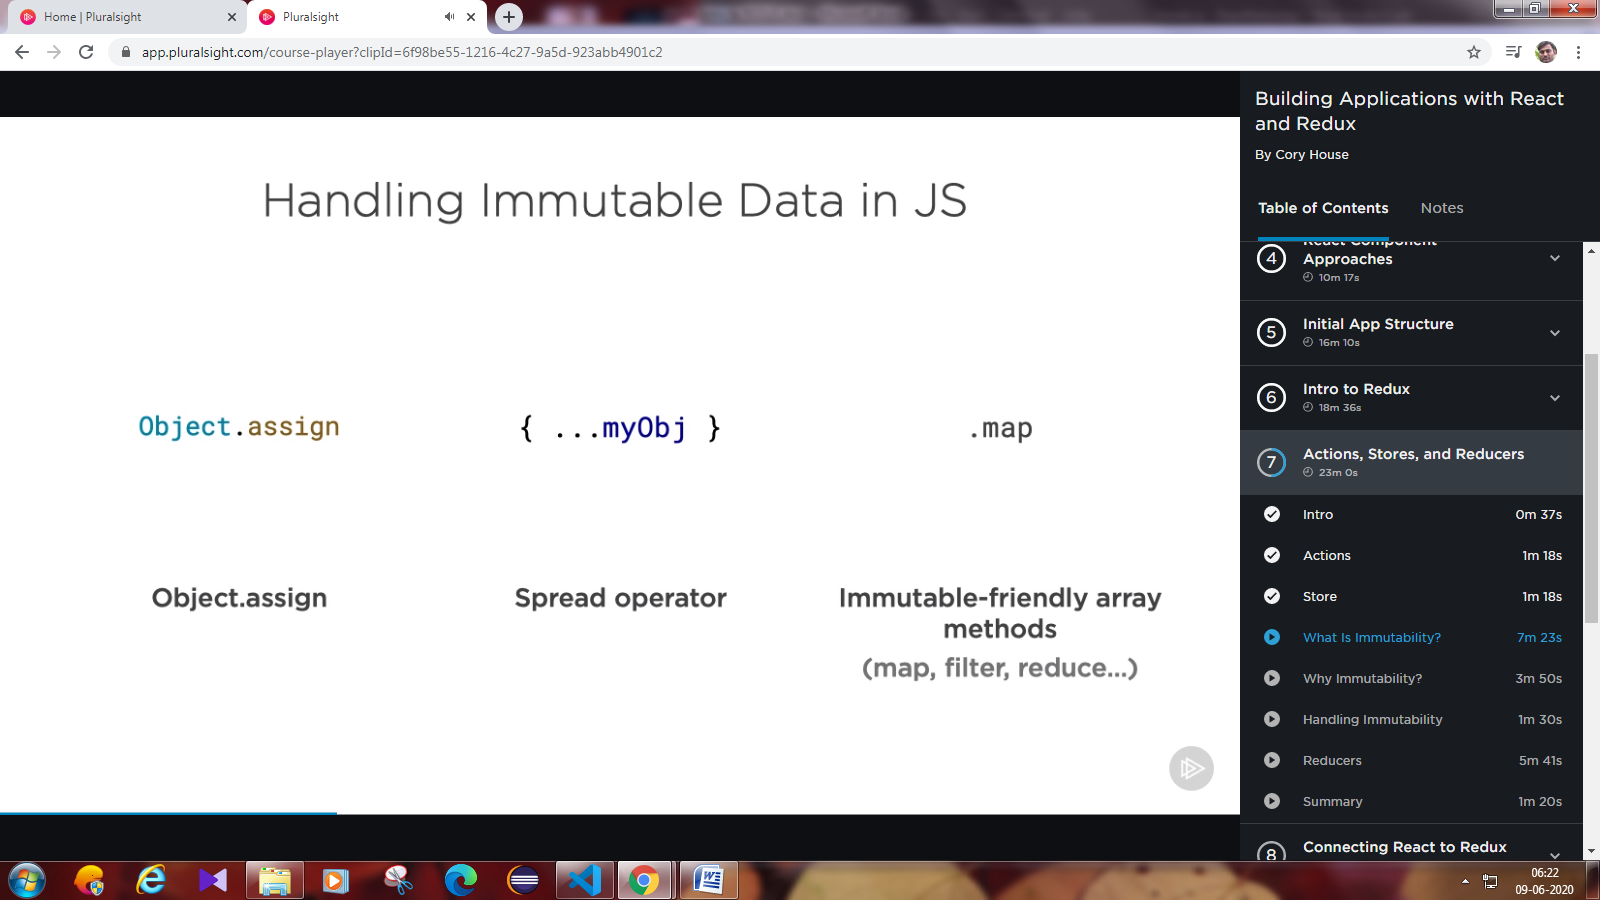 Home | Pluralsight
Pluralsight
app.pluralsight.com/course-player?clipId=6f98be55-1216-4c27-9a5d-923abb4901c2
Handling Immutable Data in JS
Object.assign
{ ...myObj }
.map
Object.assign
Spread operator
Immutable-friendly array
methods
(map, filter, reduce...)
Building Applications with React
and Redux
By Cory House
Table of Contents
Notes
4
React Component
Approaches
10m 17s
5
Initial App Structure
16m 10s
6
Intro to Redux
18m 36s
7
Actions, Stores, and Reducers
23m 0s
Intro 0m 37s
Actions 1m 18s
Store 1m 18s
What Is Immutability? 7m 23s
Why Immutability? 3m 50s
Handling Immutability 1m 30s
Reducers 5m 41s
Summary 1m 20s
8
Connecting React to Redux
06:22
09-06-2020